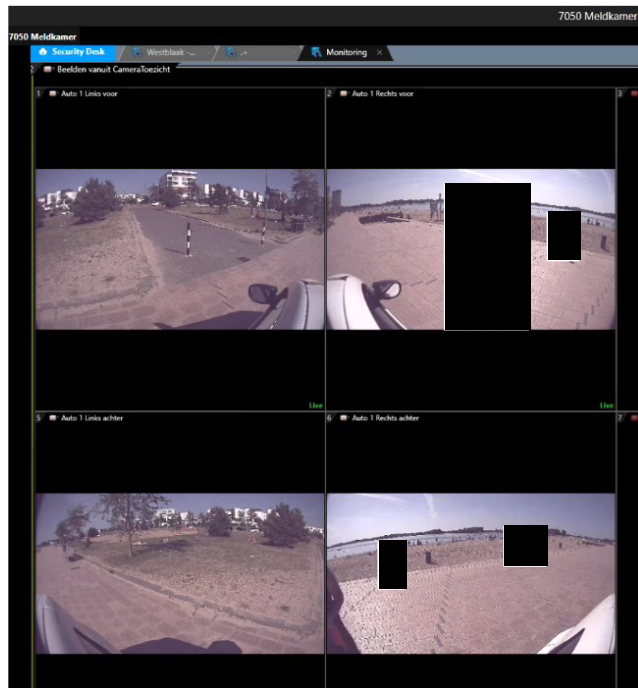 7050 Meldkamer
7050 Meldkamer
Security Desk
Westblaak -...
Monitoring
2 Beelden vanuit CameraToezicht
1 Auto 1 Links voor
2 Auto 1 Rechts voor
3
Live
Live
5 Auto 1 Links achter
6 Auto 1 Rechts achter
7